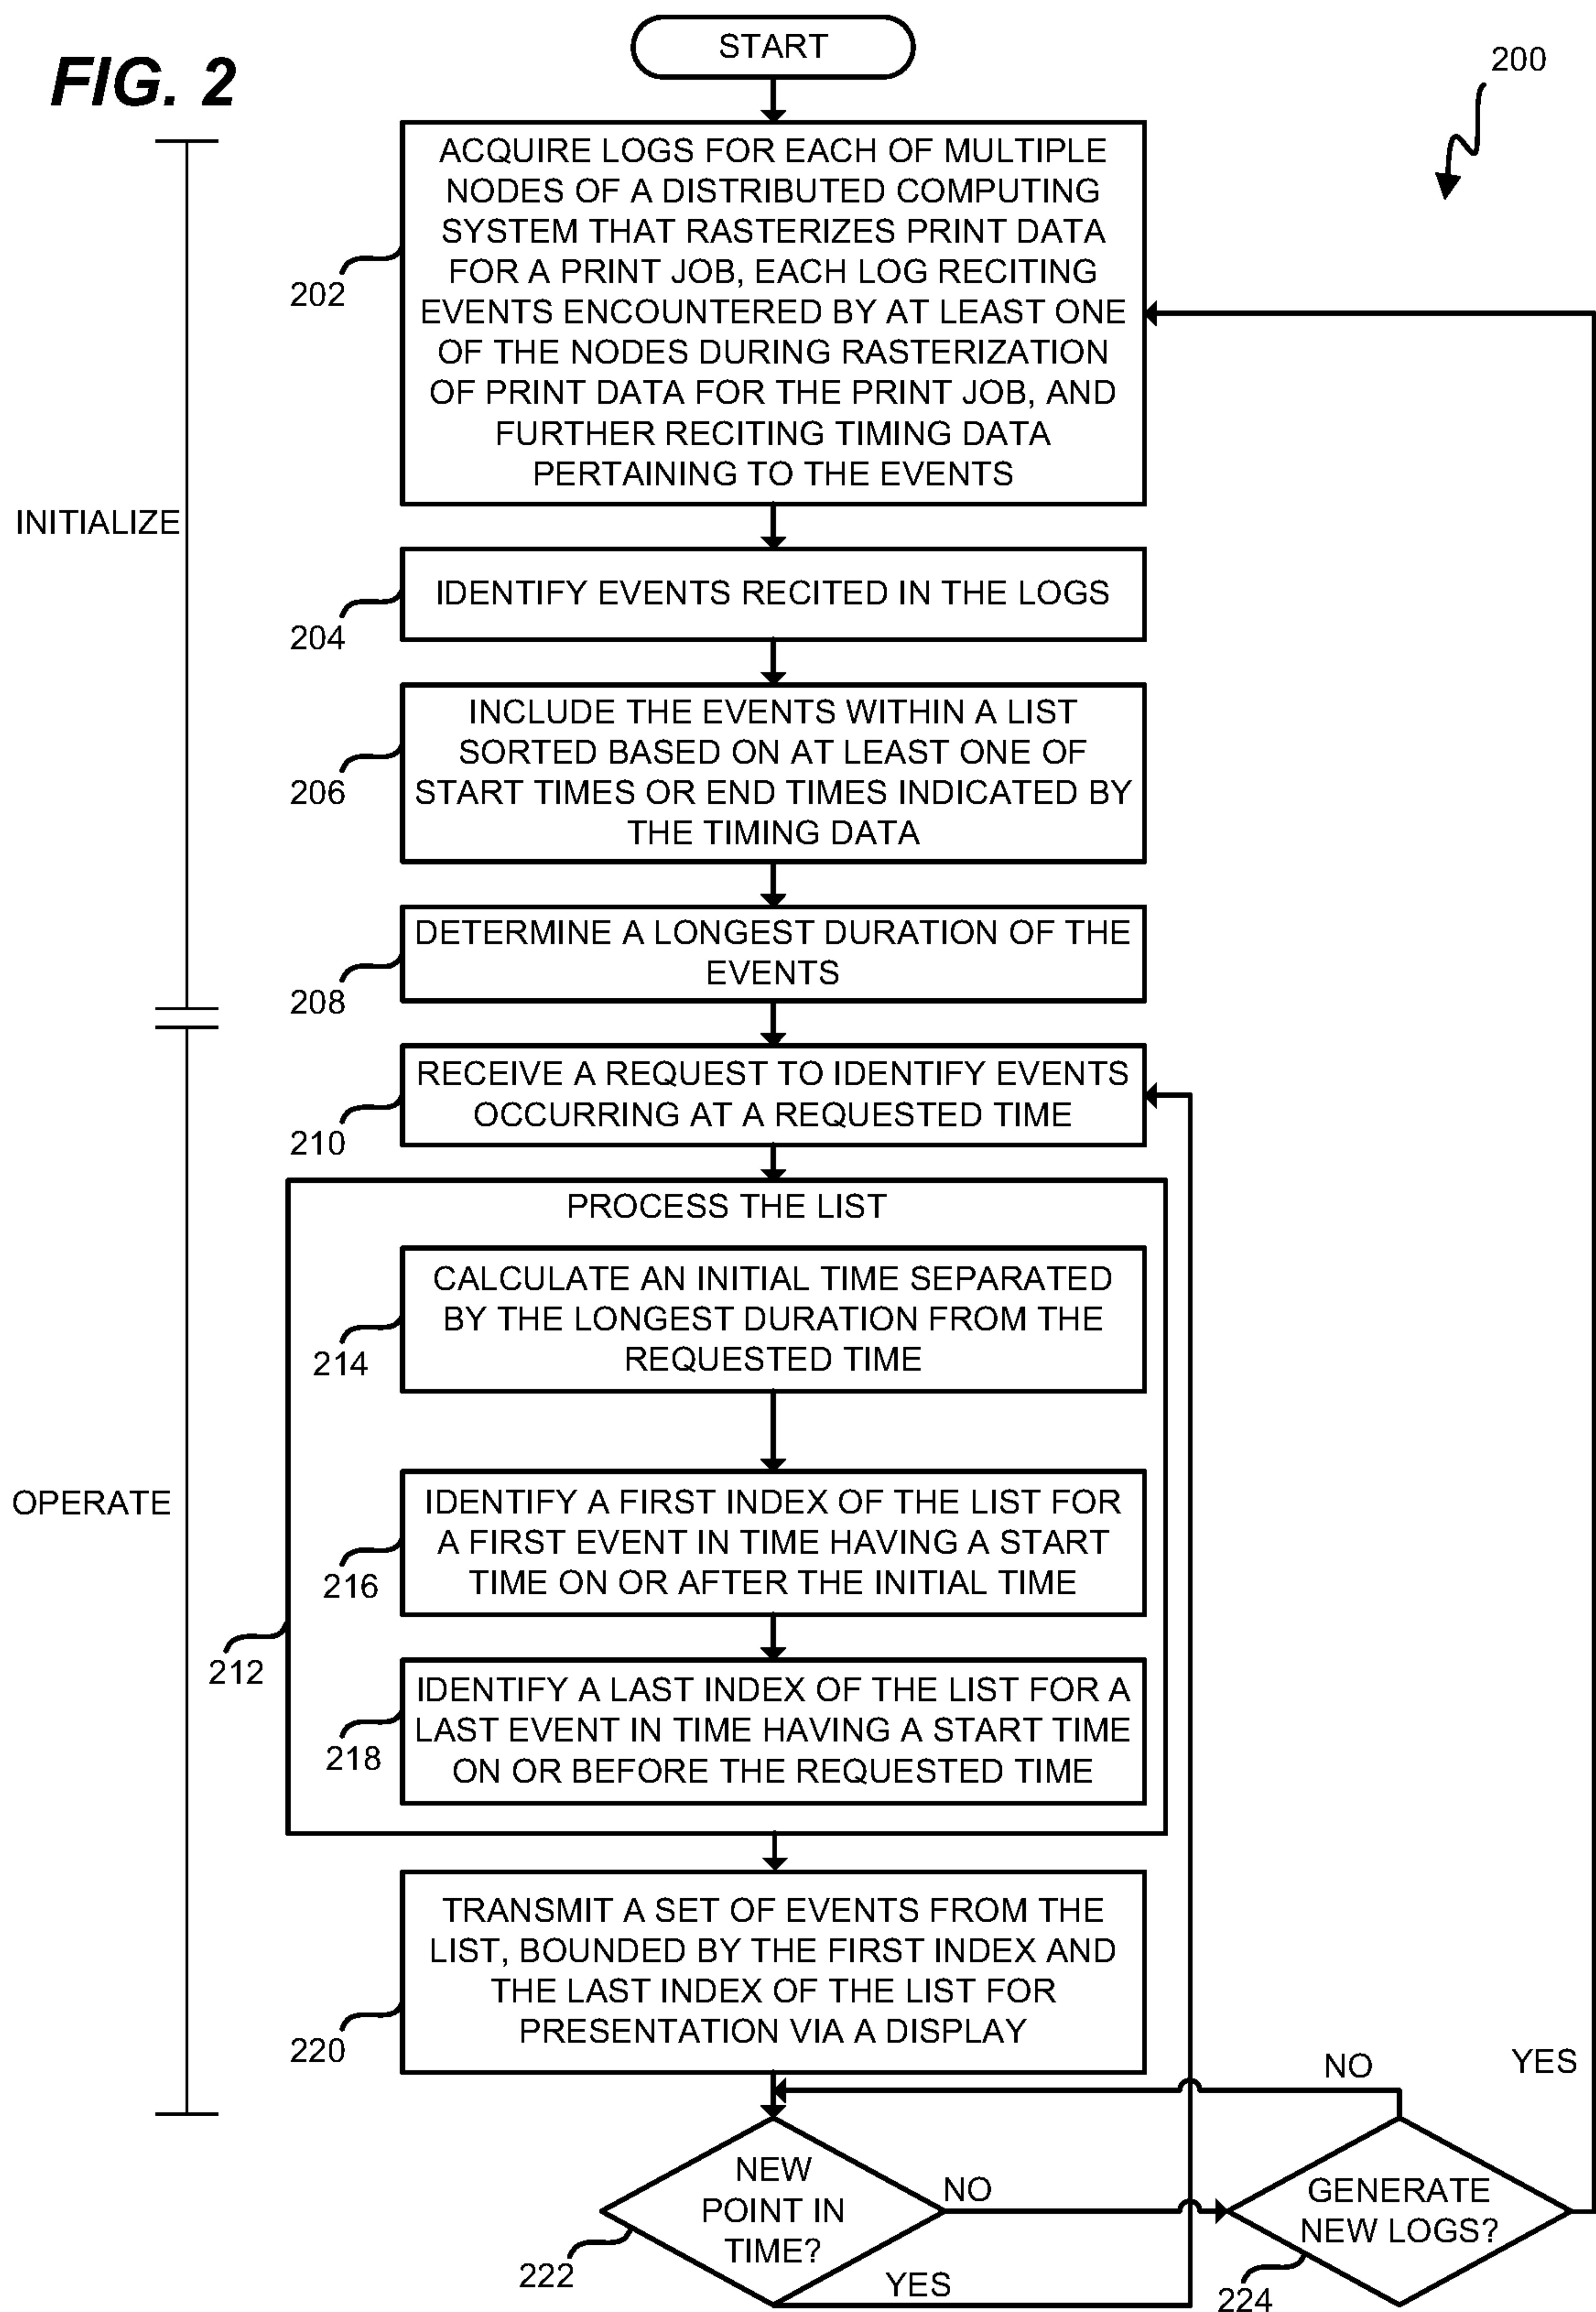 FIG. 2
START
200
ACQUIRE LOGS FOR EACH OF MULTIPLE
NODES OF A DISTRIBUTED COMPUTING
SYSTEM THAT RASTERIZES PRINT DATA
FOR A PRINT JOB, EACH LOG RECITING
EVENTS ENCOUNTERED BY AT LEAST ONE
OF THE NODES DURING RASTERIZATION
OF PRINT DATA FOR THE PRINT JOB, AND
FURTHER RECITING TIMING DATA
PERTAINING TO THE EVENTS
202
INITIALIZE
IDENTIFY EVENTS RECITED IN THE LOGS
204
INCLUDE THE EVENTS WITHIN A LIST
SORTED BASED ON AT LEAST ONE OF
START TIMES OR END TIMES INDICATED BY
THE TIMING DATA
206
DETERMINE A LONGEST DURATION OF THE
EVENTS
208
RECEIVE A REQUEST TO IDENTIFY EVENTS
OCCURRING AT A REQUESTED TIME
210
PROCESS THE LIST
CALCULATE AN INITIAL TIME SEPARATED
BY THE LONGEST DURATION FROM THE
REQUESTED TIME
214
OPERATE
IDENTIFY A FIRST INDEX OF THE LIST FOR
A FIRST EVENT IN TIME HAVING A START
TIME ON OR AFTER THE INITIAL TIME
216
212
IDENTIFY A LAST INDEX OF THE LIST FOR A
LAST EVENT IN TIME HAVING A START TIME
ON OR BEFORE THE REQUESTED TIME
218
TRANSMIT A SET OF EVENTS FROM THE
LIST, BOUNDED BY THE FIRST INDEX AND
THE LAST INDEX OF THE LIST FOR
PRESENTATION VIA A DISPLAY
220
NO
YES
NEW
POINT IN
TIME?
NO
GENERATE
NEW LOGS?
222
YES
224